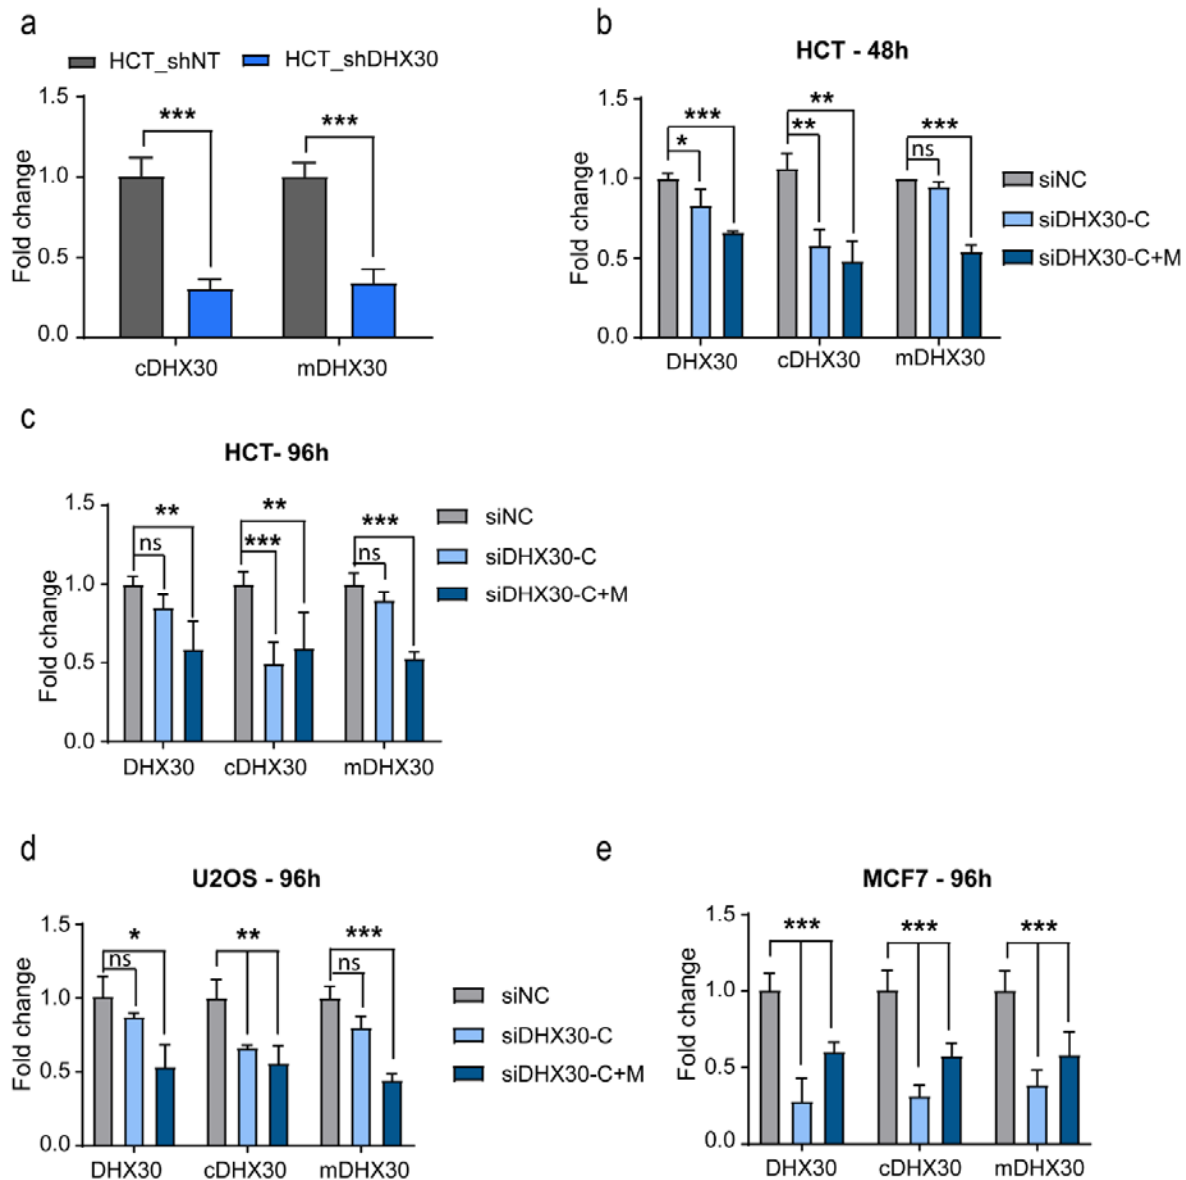 a
HCT_shNT HCT_shDHX30
1.5
1.0
0.5
0.0
Fold change
*** ***
cDHX30 mDHX30
b
HCT - 48h
1.5
1.0
0.5
0.0
Fold change
*** ** ***
* ** ns
DHX30 cDHX30 mDHX30
siNC
siDHX30-C
siDHX30-C+M
c
HCT- 96h
1.5
1.0
0.5
0.0
Fold change
** ** ***
ns *** ns
DHX30 cDHX30 mDHX30
siNC
siDHX30-C
siDHX30-C+M
d
U2OS - 96h
1.5
1.0
0.5
0.0
Fold change
* ** ***
ns ns
DHX30 cDHX30 mDHX30
siNC
siDHX30-C
siDHX30-C+M
e
MCF7 - 96h
1.5
1.0
0.5
0.0
Fold change
*** *** ***
DHX30 cDHX30 mDHX30